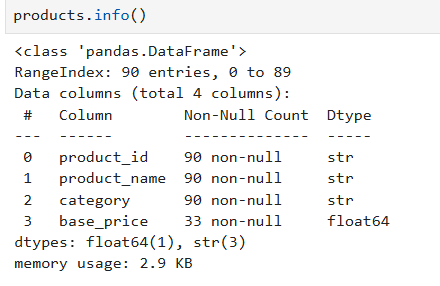 products.info()
<class 'pandas.DataFrame'>
RangeIndex: 90 entries, 0 to 89
Data columns (total 4 columns):
 #   Column        Non-Null Count  Dtype
---  ------        --------------  -----
 0   product_id    90 non-null     str
 1   product_name  90 non-null     str
 2   category      90 non-null     str
 3   base_price    33 non-null     float64
dtypes: float64(1), str(3)
memory usage: 2.9 KB